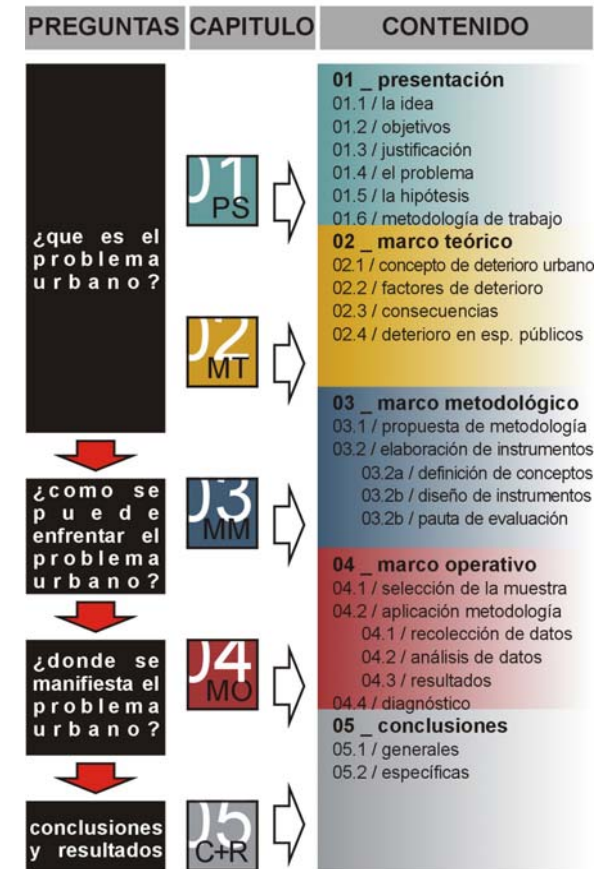 PREGUNTAS CAPITULO CONTENIDO
¿que es el
problema
urbano?
01
PS
01 _ presentación
01.1 / la idea
01.2 / objetivos
01.3 / justificación
01.4 / el problema
01.5 / la hipótesis
01.6 / metodología de trabajo
02
MT
02 _ marco teórico
02.1 / concepto de deterioro urbano
02.2 / factores de deterioro
02.3 / consecuencias
02.4 / deterioro en esp. públicos
¿como se
puede
enfrentar el
problema
urbano?
03
MM
03 _ marco metodológico
03.1 / propuesta de metodología
03.2 / elaboración de instrumentos
03.2a / definición de conceptos
03.2b / diseño de instrumentos
03.2b / pauta de evaluación
¿donde se
manifiesta el
problema
urbano?
04
MO
04 _ marco operativo
04.1 / selección de la muestra
04.2 / aplicación metodología
04.1 / recolección de datos
04.2 / análisis de datos
04.3 / resultados
04.4 / diagnóstico
conclusiones
y resultados
05
C+R
05 _ conclusiones
05.1 / generales
05.2 / específicas